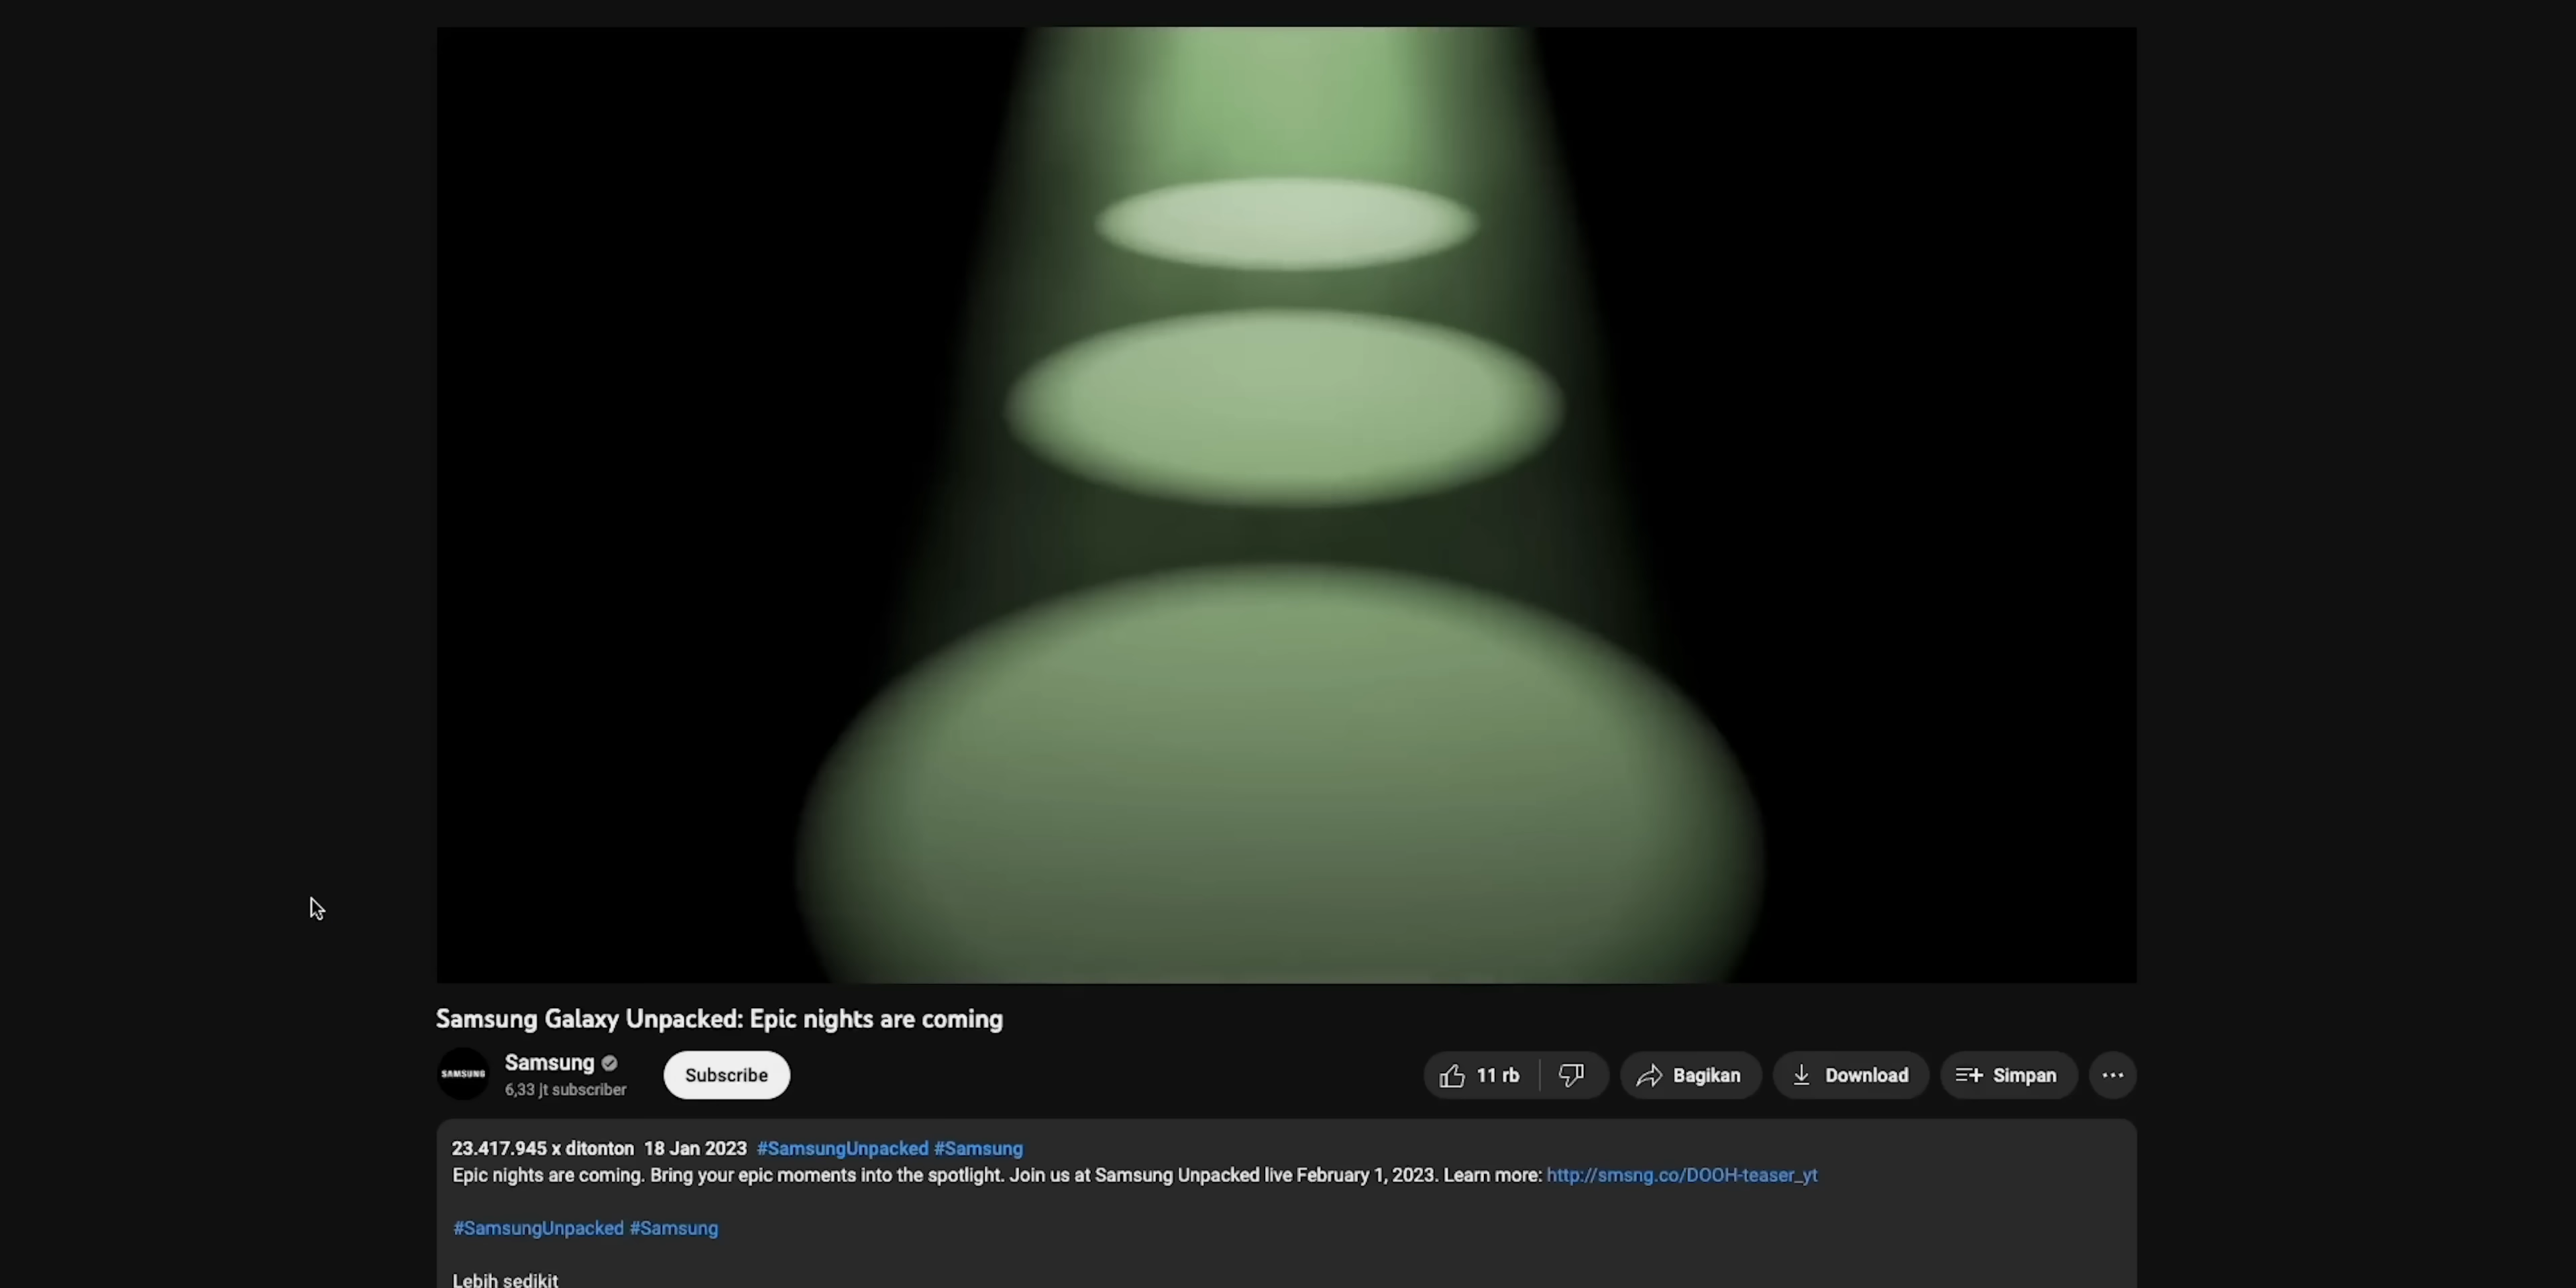 Samsung Galaxy Unpacked: Epic nights are coming
SAMSUNG
Samsung
6,33 jt subscriber
Subscribe
11 rb
Bagikan
Download
Simpan
23.417.945 x ditonton 18 Jan 2023 #SamsungUnpacked #Samsung
Epic nights are coming. Bring your epic moments into the spotlight. Join us at Samsung Unpacked live February 1, 2023. Learn more: http://smsng.co/DOOH-teaser_yt
#SamsungUnpacked #Samsung
Lebih sedikit